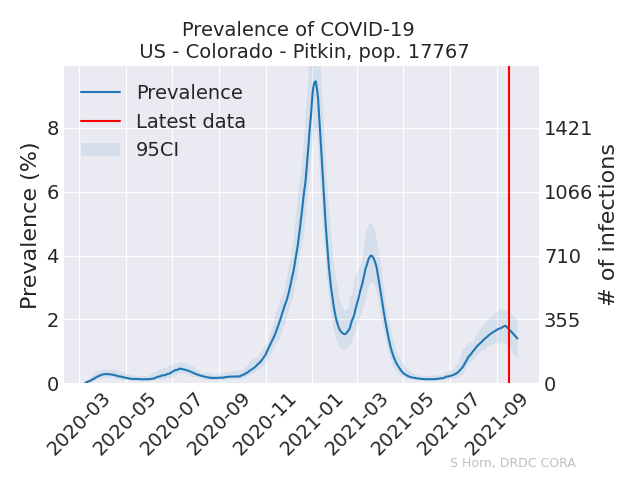 Prevalence of COVID-19
US - Colorado - Pitkin, pop. 17767
Prevalence
Latest data
95CI
Prevalence (%)
8
6
4
2
0
1421
1066
710
355
0
# of infections
2020-03
2020-05
2020-07
2020-09
2020-11
2021-01
2021-03
2021-05
2021-07
2021-09
S Horn, DRDC CORA